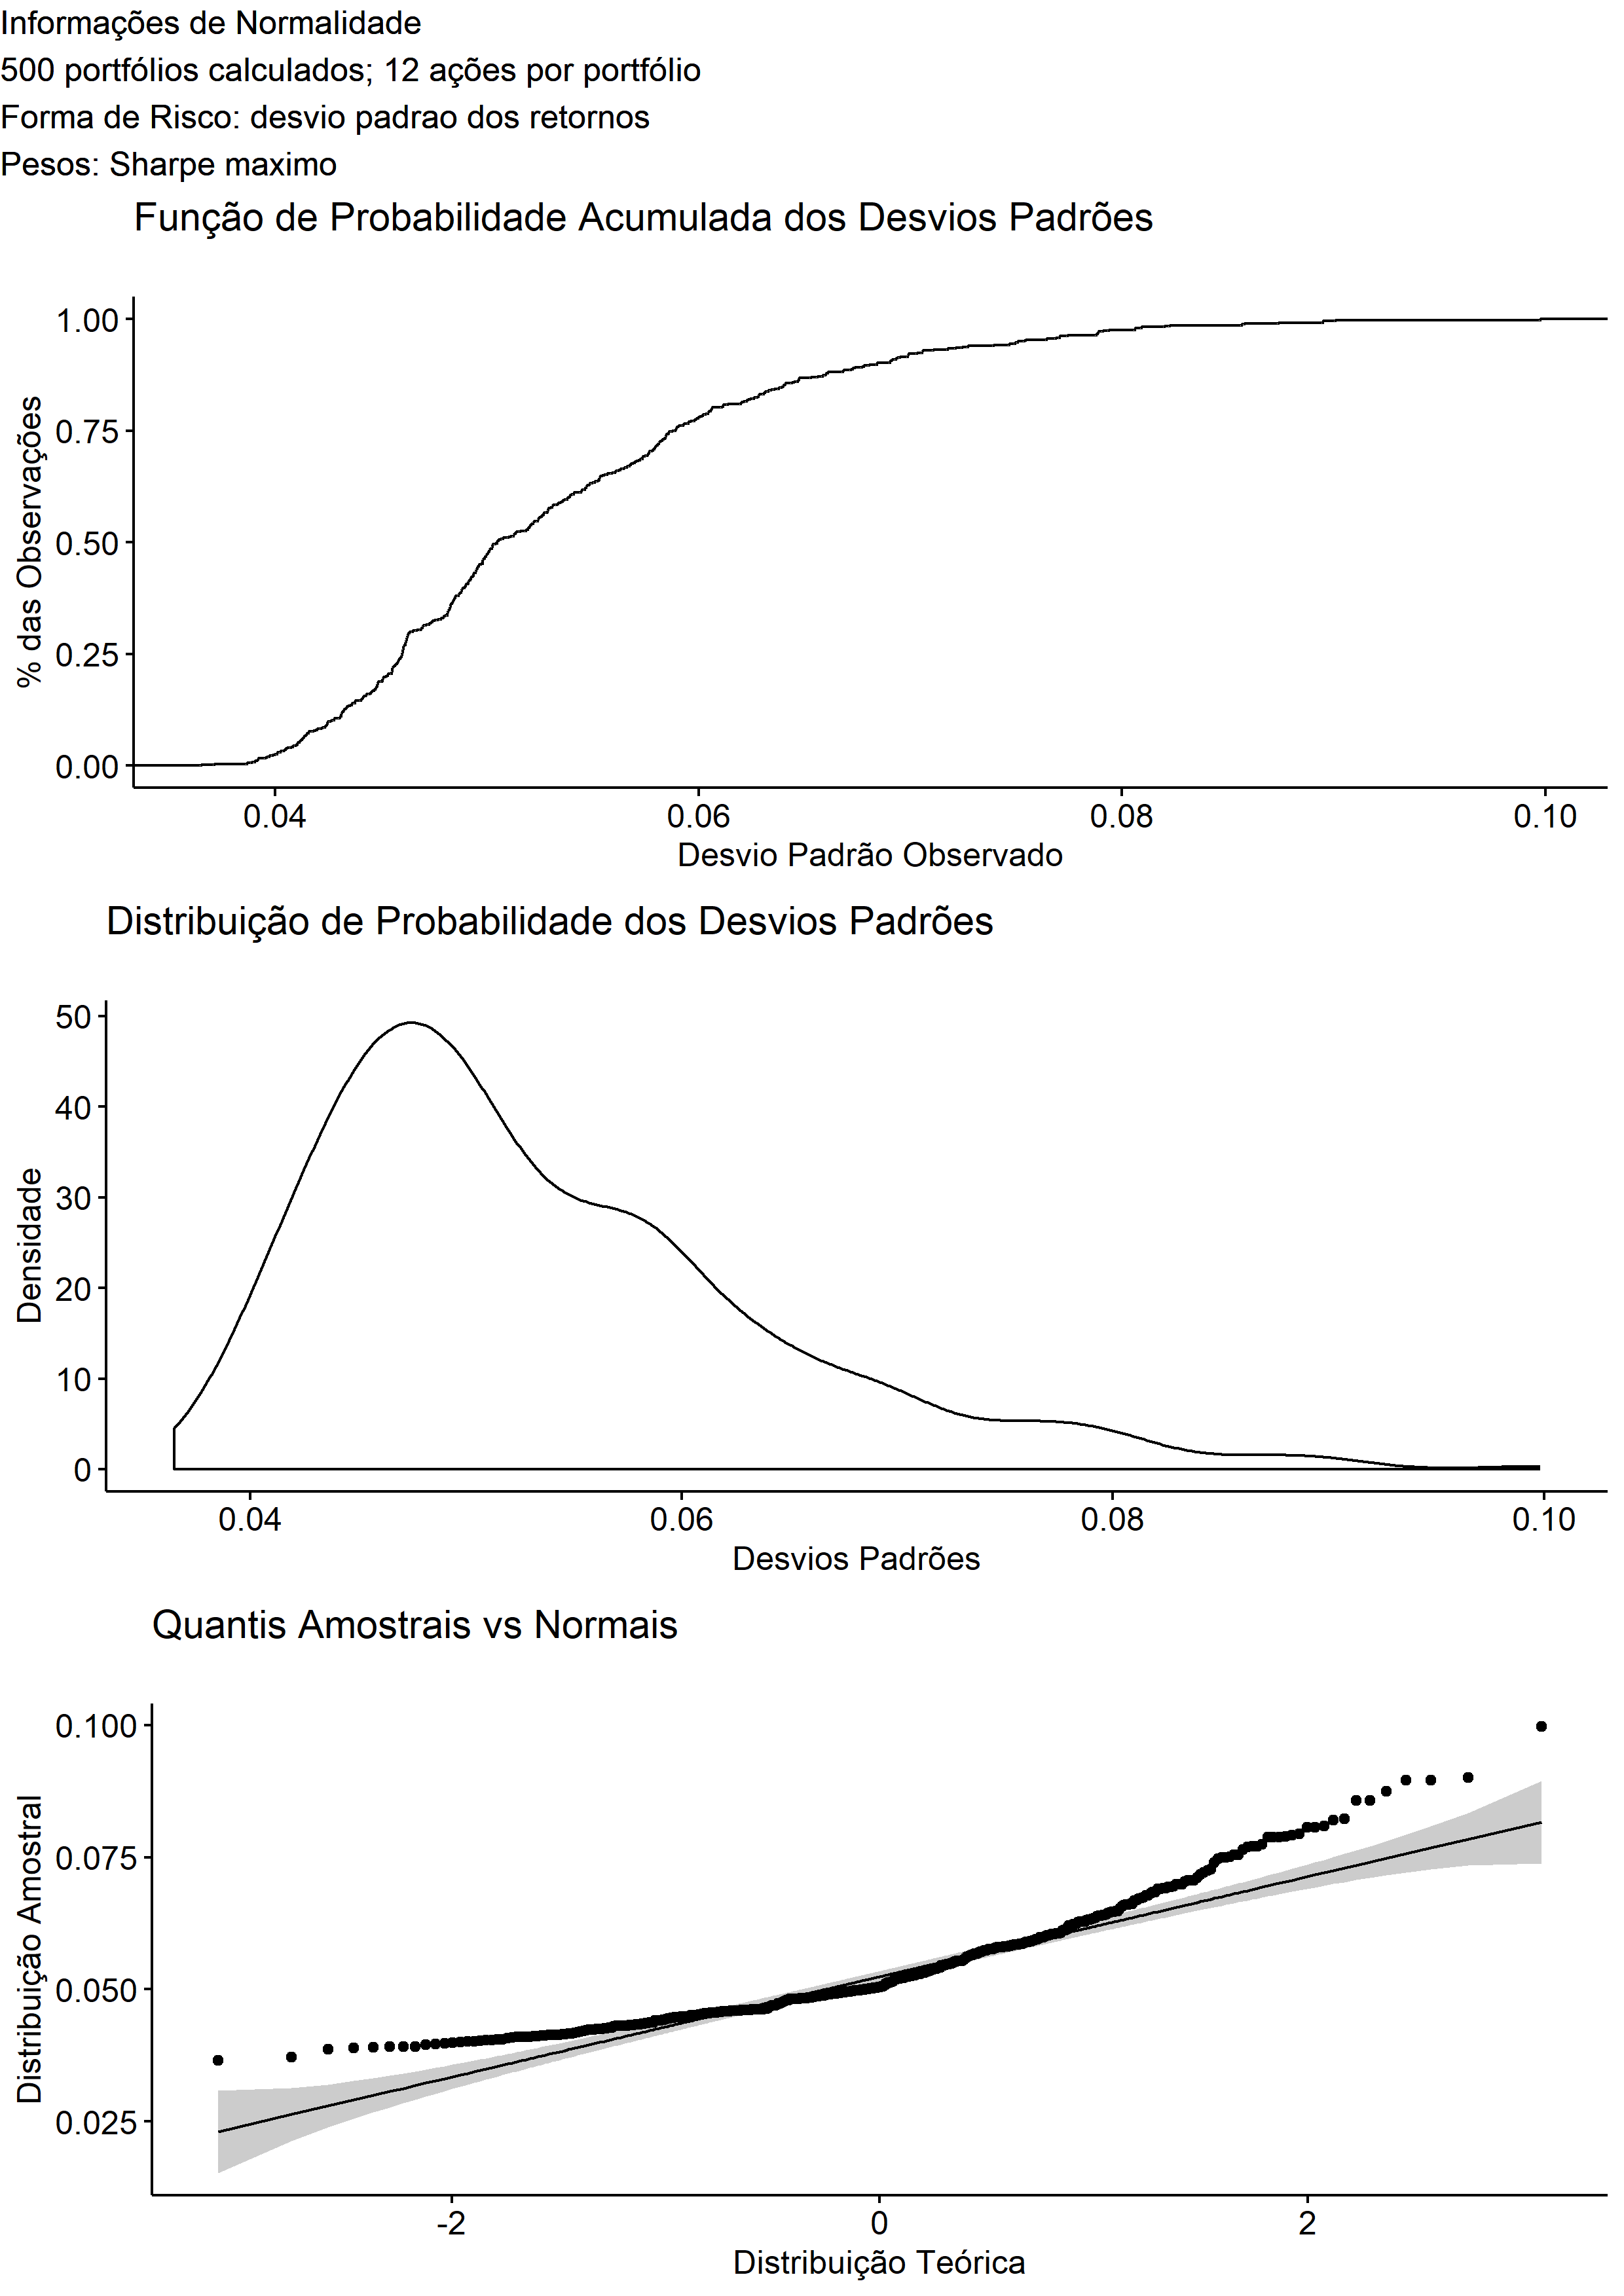 Informações de Normalidade
500 portfólios calculados; 12 ações por portfólio
Forma de Risco: desvio padrao dos retornos
Pesos: Sharpe maximo
Função de Probabilidade Acumulada dos Desvios Padrões
1.00
0.75
0.50
0.25
0.00
% das Observações
0.04 0.06 0.08 0.10
Desvio Padrão Observado
Distribuição de Probabilidade dos Desvios Padrões
50
40
30
20
10
0
Densidade
0.04 0.06 0.08 0.10
Desvios Padrões
Quantis Amostrais vs Normais
0.100
0.075
0.050
0.025
Distribuição Amostral
-2 0 2
Distribuição Teórica